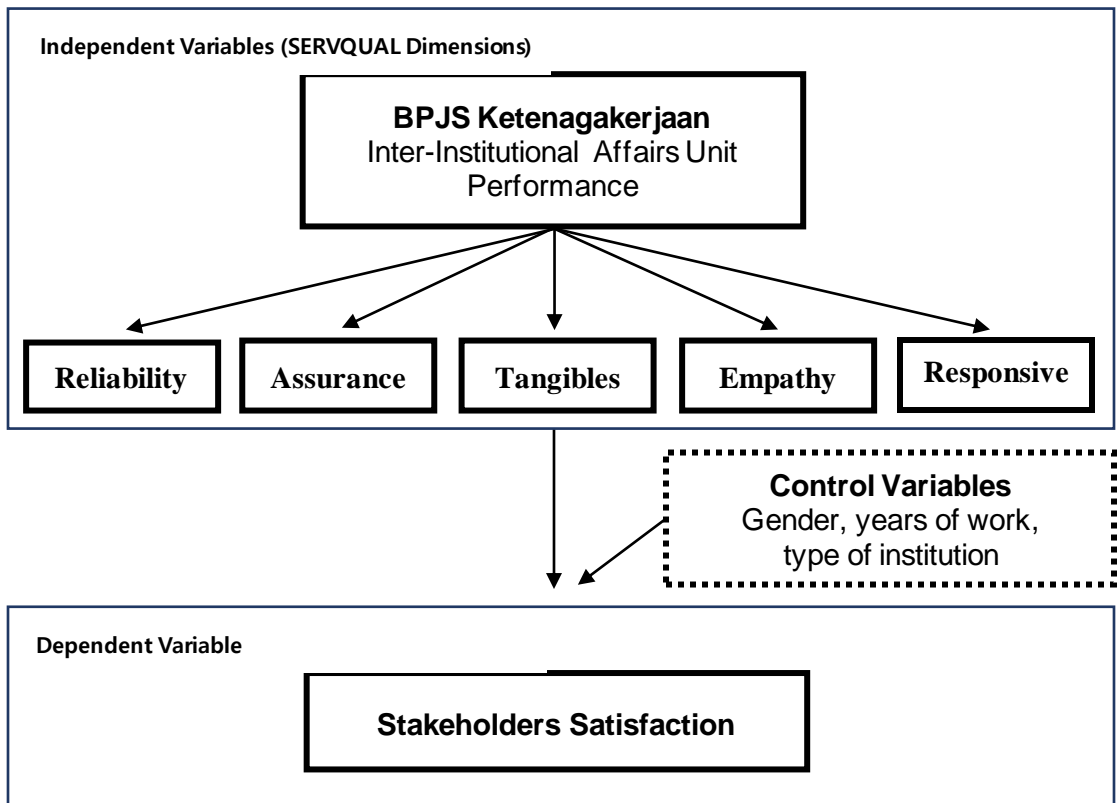 Independent Variables (SERVQUAL Dimensions)
BPJS Ketenagakerjaan
Inter-Institutional Affairs Unit
Performance
Reliability
Assurance
Tangibles
Empathy
Responsive
Control Variables
Gender, years of work,
type of institution
Dependent Variable
Stakeholders Satisfaction